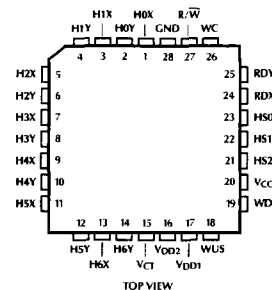 H1X H0X R/W̅
H1Y H0Y GND WC
4 3 2 1 28 27 26
H2X 5 25 RDY
H2Y 6 24 RDX
H3X 7 23 HS0
H3Y 8 22 HS1
H4X 9 21 HS2
H4Y 10 20 VCC
H5X 11 19 WD
12 13 14 15 16 17 18
H5Y H6Y VDD2 WUS
H6X VCT VDD1
TOP VIEW